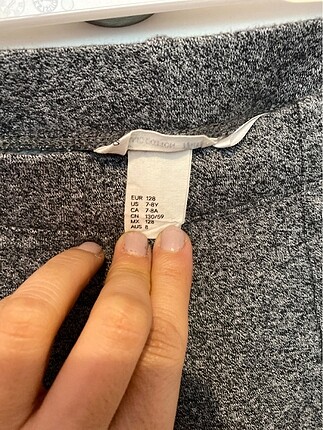 EUR 128
US 7-8Y
CA 7-8A
CN 130/59
MX 128
AUS 8